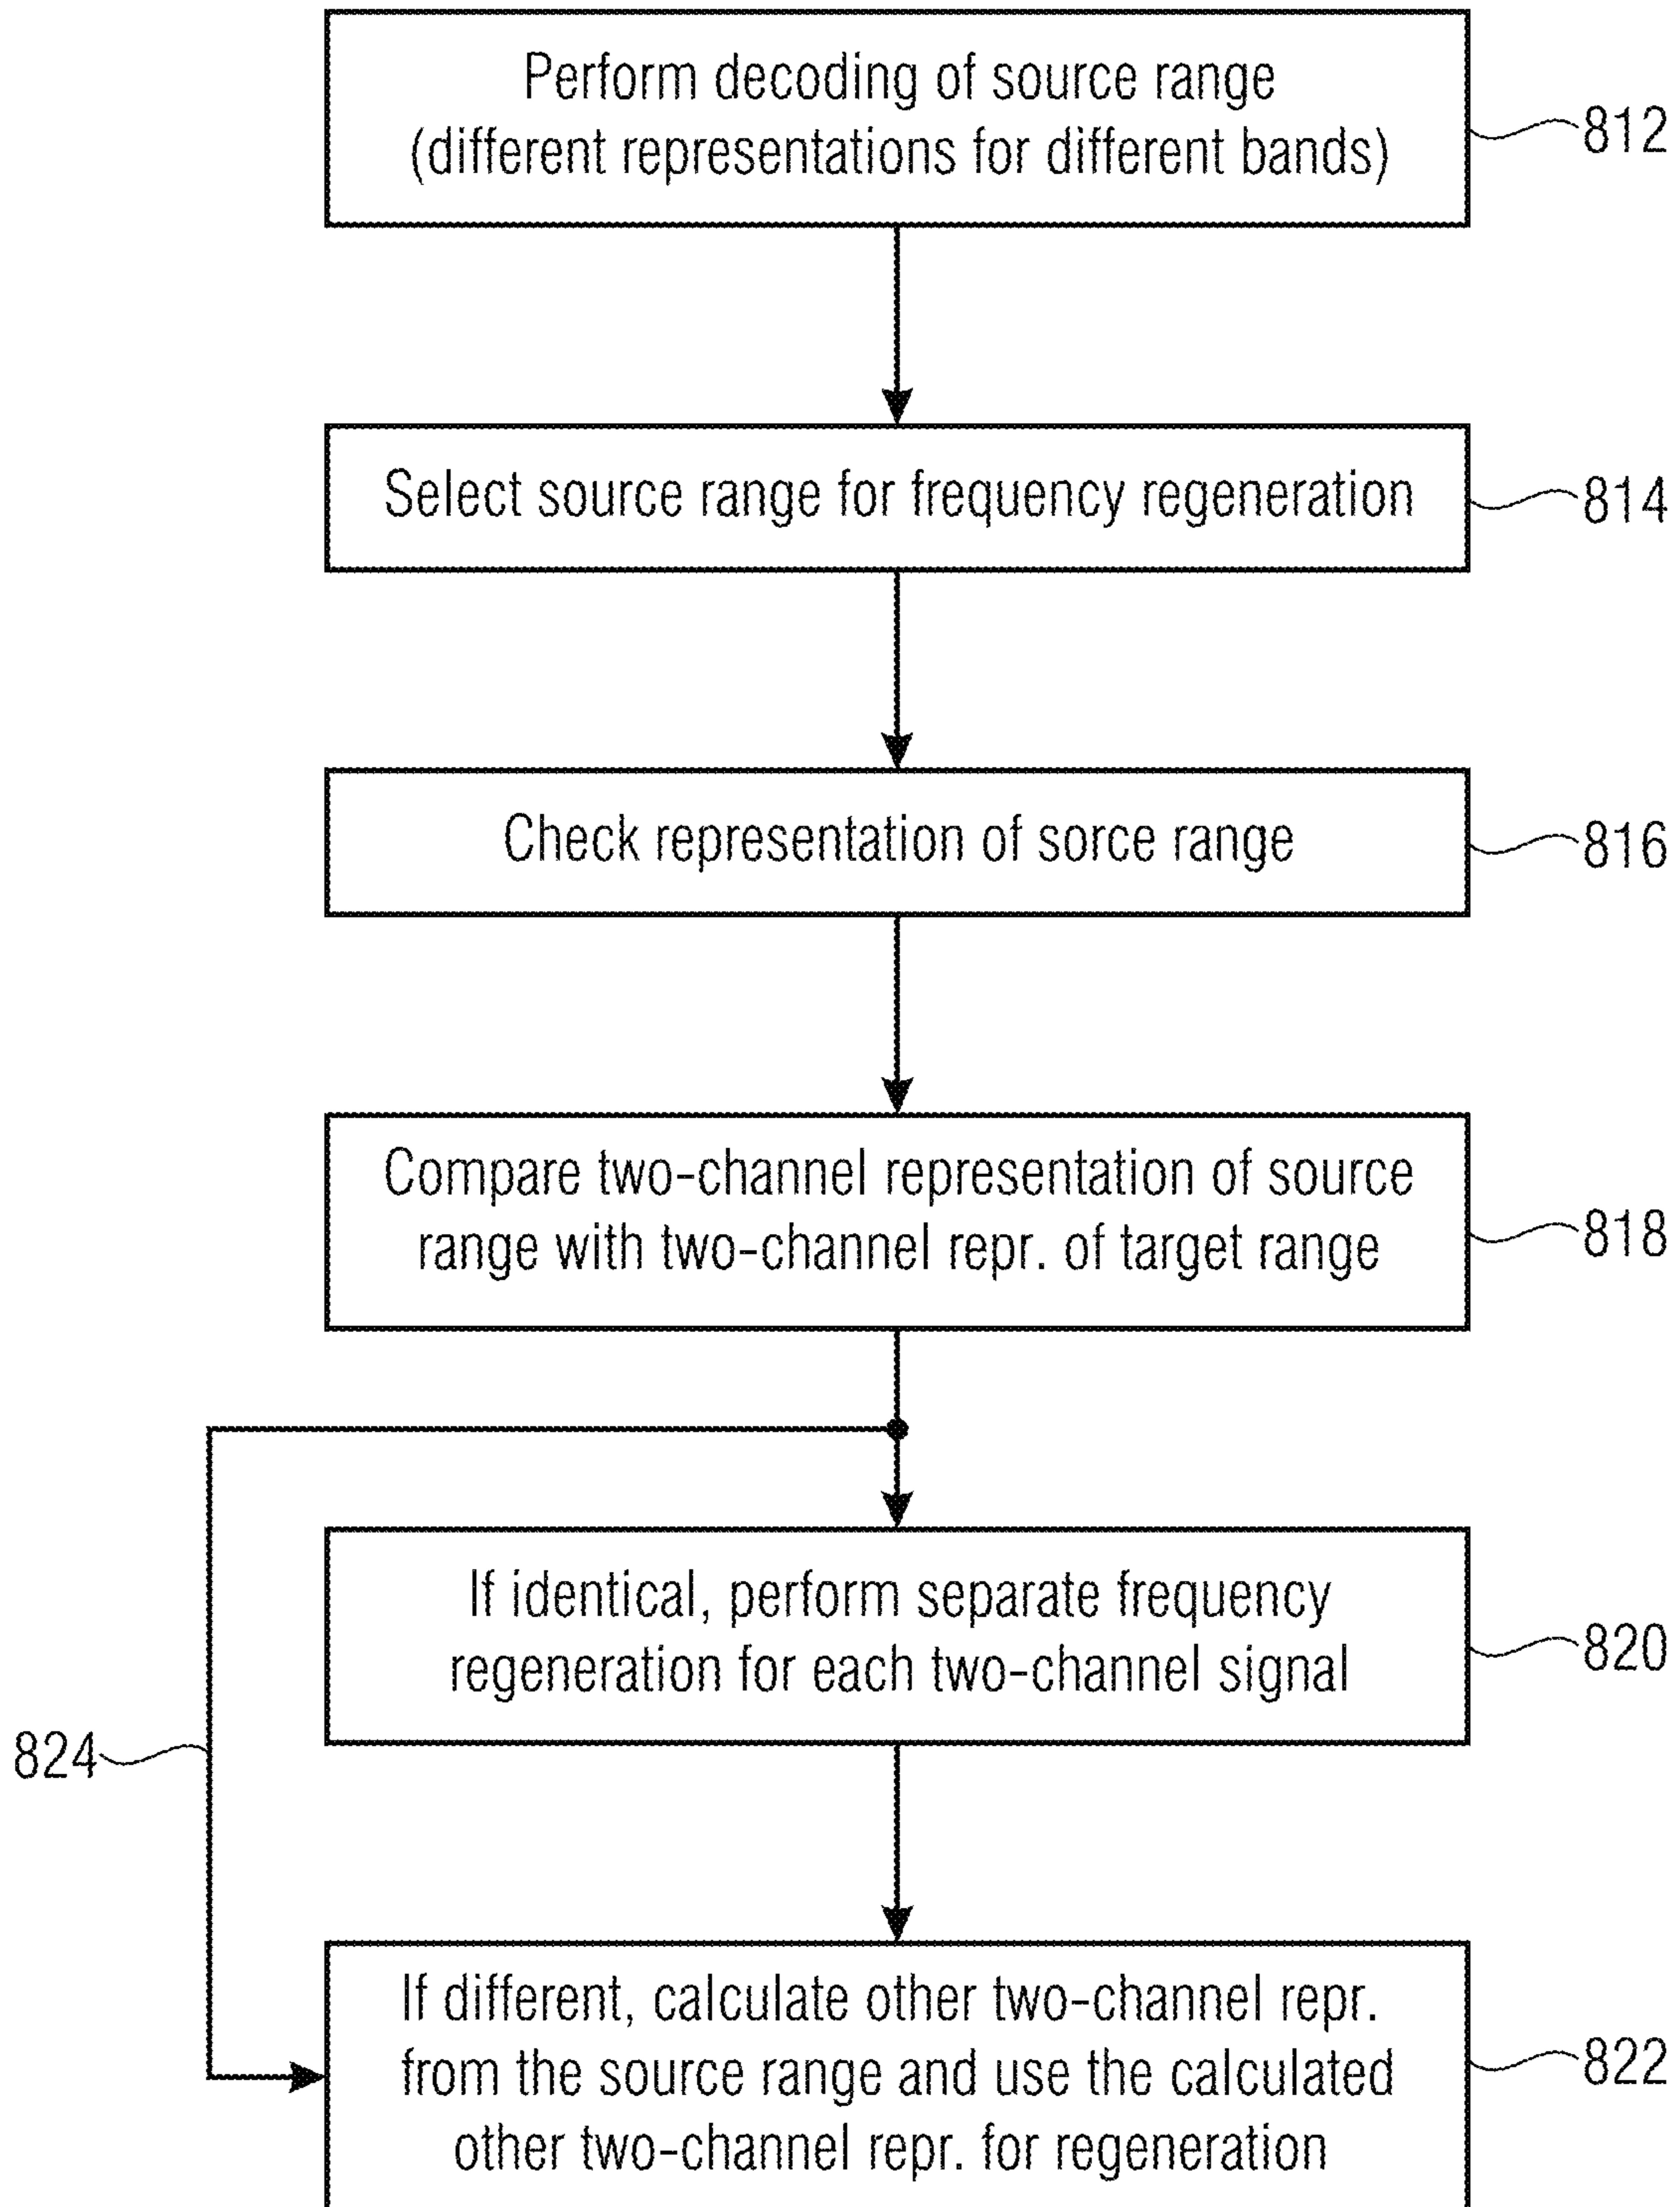 Perform decoding of source range
(different representations for different bands)
812
Select source range for frequency regeneration
814
Check representation of sorce range
816
Compare two-channel representation of source
range with two-channel repr. of target range
818
If identical, perform separate frequency
regeneration for each two-channel signal
820
824
If different, calculate other two-channel repr.
from the source range and use the calculated
other two-channel repr. for regeneration
822